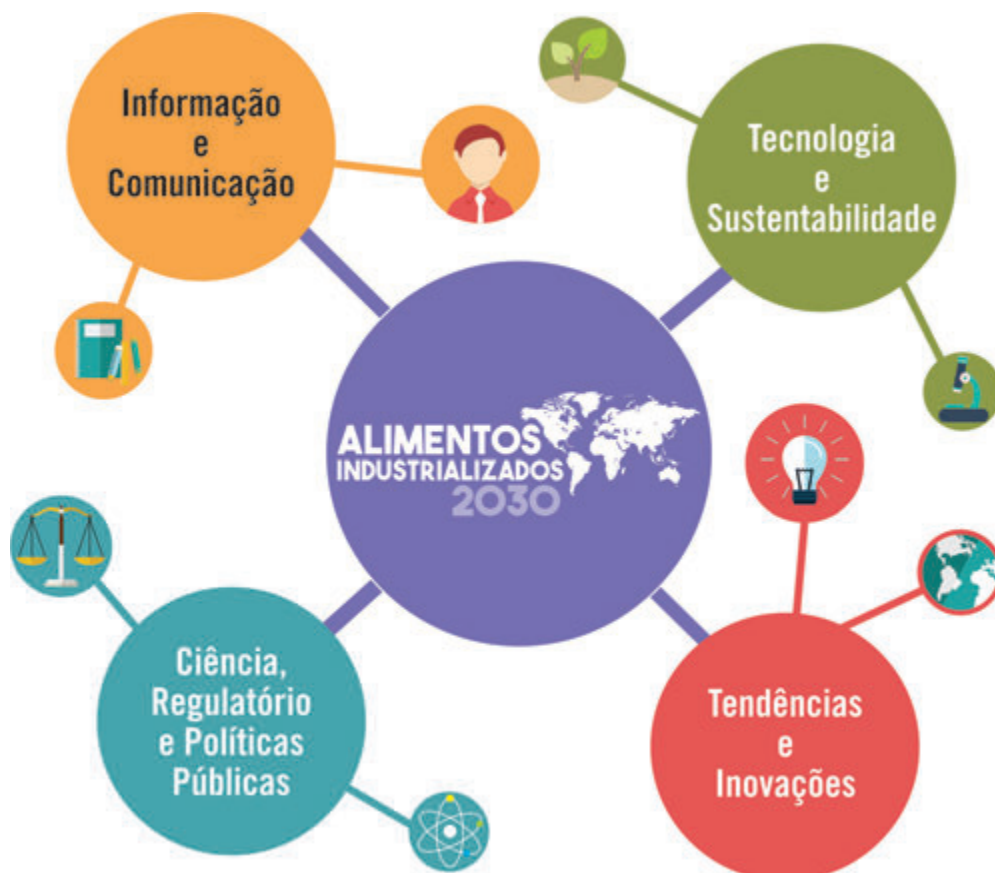 Informação
e
Comunicação
Tecnologia
e
Sustentabilidade
ALIMENTOS
INDUSTRIALIZADOS
2030
Ciência,
Regulatório
e Políticas
Públicas
Tendências
e
Inovações